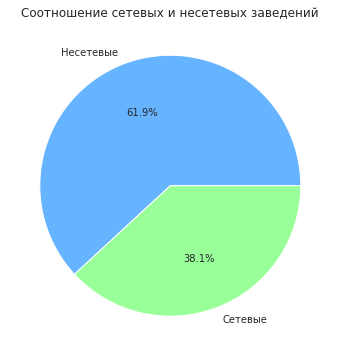 Соотношение сетевых и несетевых заведений
Несетевые
61.9%
38.1%
Сетевые